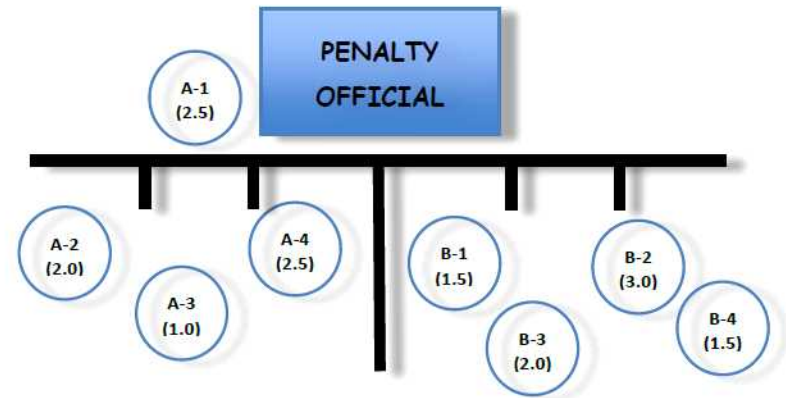 PENALTY
OFFICIAL
A-1
(2.5)
A-2
(2.0)
A-3
(1.0)
A-4
(2.5)
B-1
(1.5)
B-2
(3.0)
B-3
(2.0)
B-4
(1.5)